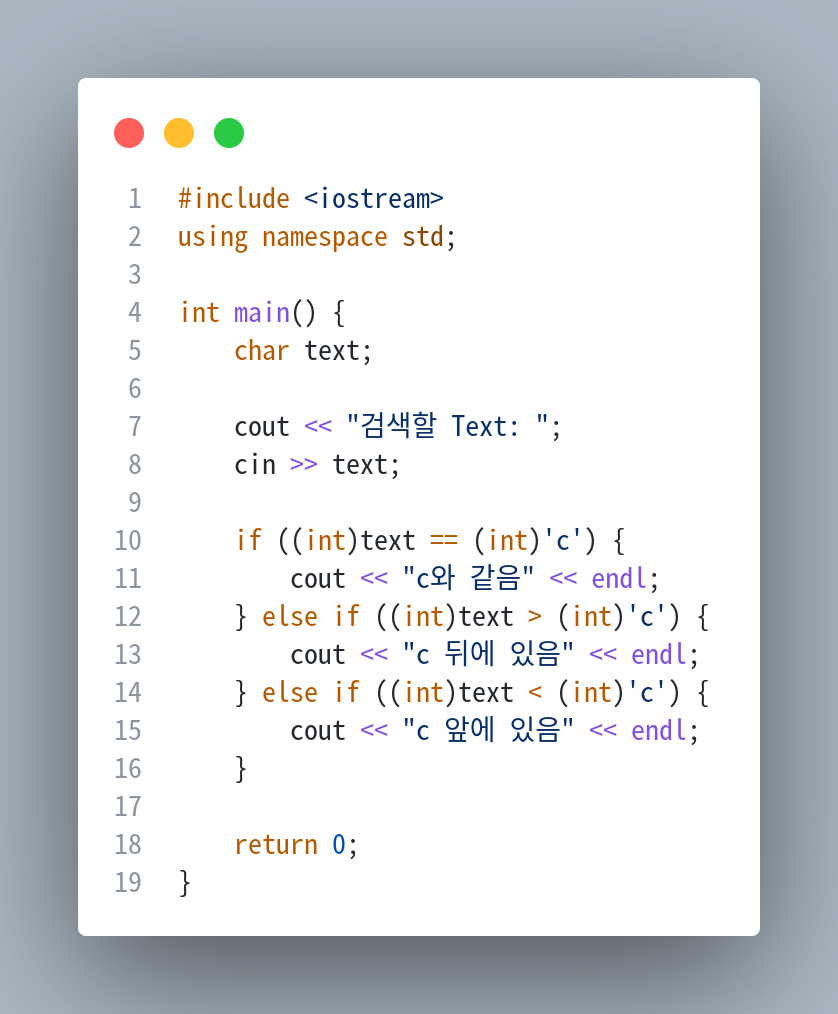 1 #include <iostream>
2 using namespace std;
3
4 int main() {
5     char text;
6
7     cout << "검색할 Text: ";
8     cin >> text;
9
10     if ((int)text == (int)'c') {
11         cout << "c와 같음" << endl;
12     } else if ((int)text > (int)'c') {
13         cout << "c 뒤에 있음" << endl;
14     } else if ((int)text < (int)'c') {
15         cout << "c 앞에 있음" << endl;
16     }
17
18     return 0;
19 }